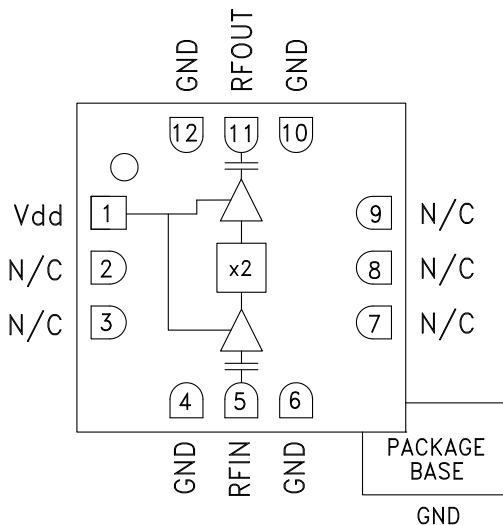 GND
RFOUT
GND
12
11
10
Vdd
1
9
N/C
N/C
2
x2
8
N/C
N/C
3
7
N/C
4
5
6
GND
RFIN
GND
PACKAGE
BASE
GND